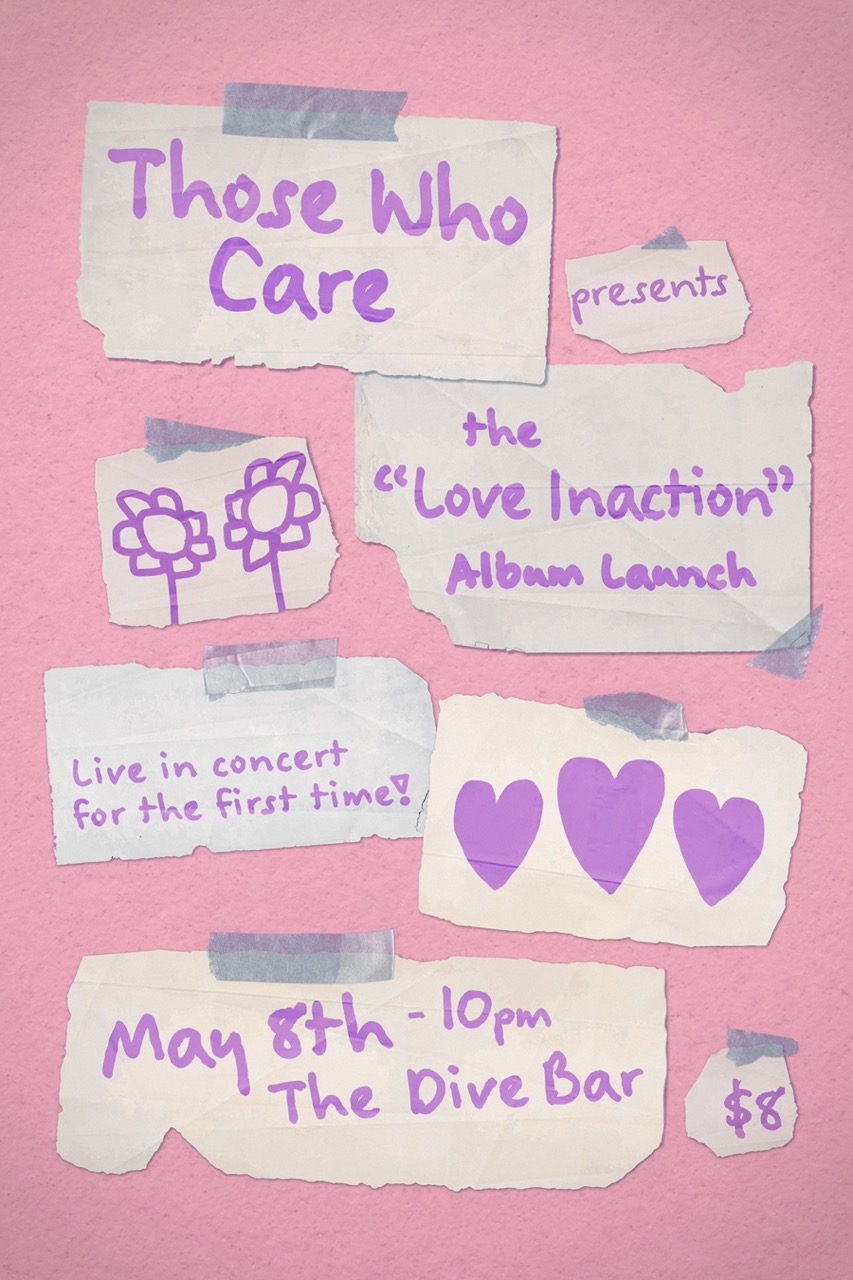 Those Who
Care
presents
the
“Love Inaction”
Album Launch
Live in concert
for the first time!
May 8th - 10pm
The Dive Bar
$8